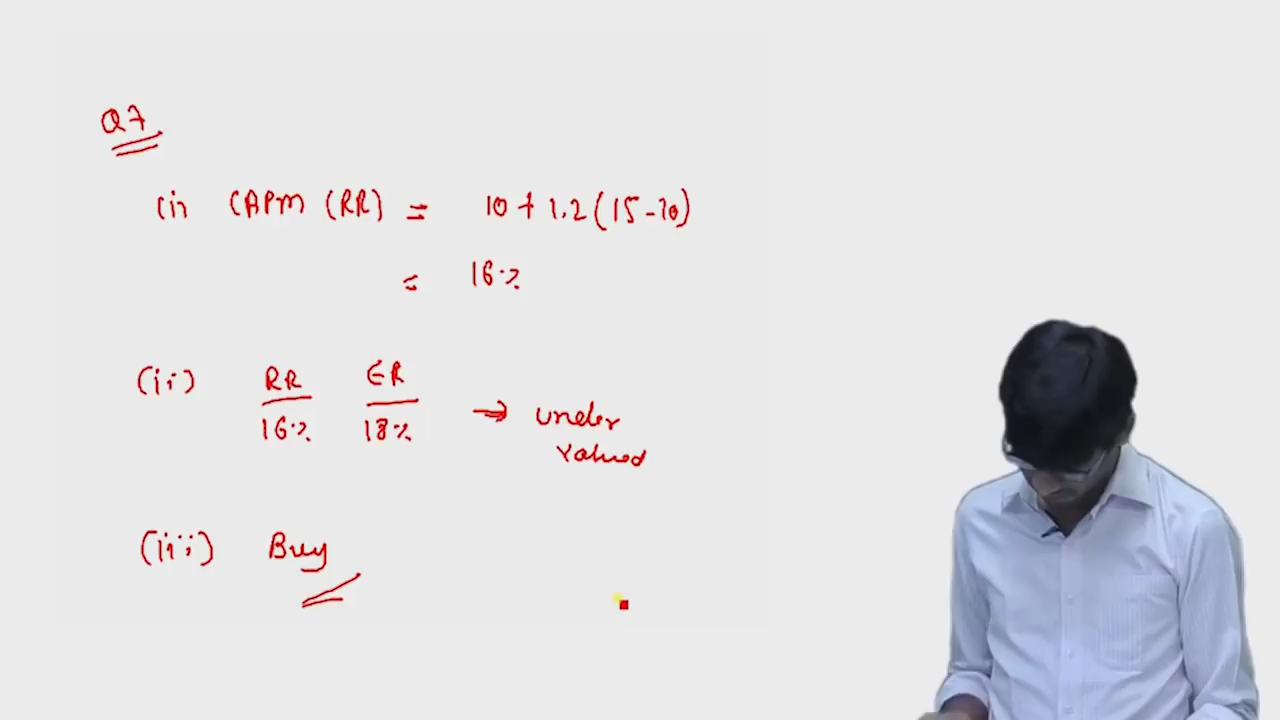 Q7
(i) CAPM (RR) = 10 + 1.2 (15-10)
= 16%
(ii) RR ER
16% 18% → under
valued
(iii) Buy